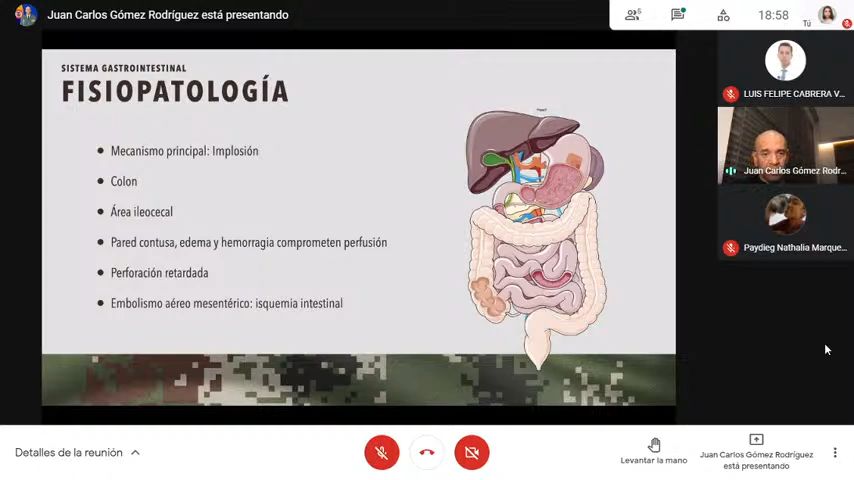 Juan Carlos Gómez Rodríguez está presentando
5
18:58
Tú
SISTEMA GASTROINTESTINAL
FISIOPATOLOGÍA
Mecanismo principal: Implosión
Colon
Área ileocecal
Pared contusa, edema y hemorragia comprometen perfusión
Perforación retardada
Embolismo aéreo mesentérico: isquemia intestinal
LUIS FELIPE CABRERA V...
Juan Carlos Gómez Rodr...
Paydieg Nathalia Marque...
Detalles de la reunión
Levantar la mano
Juan Carlos Gómez Rodríguez
está presentando